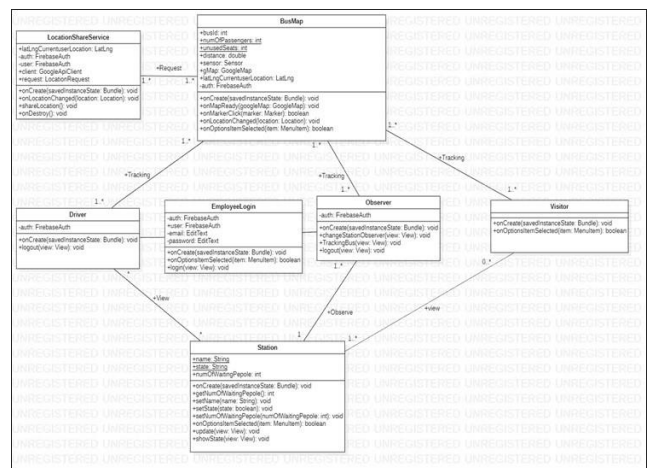 LocationShareService
+latLngCurrentuserLocation: LatLng
-auth: FirebaseAuth
-user: FirebaseAuth
+client: GoogleApiClient
+request: LocationRequest
+onCreate(savedInstanceState: Bundle): void
+onLocationChanged(location: Location): void
+shareLocation(): void
+onDestroy(): void
+Request
1..*
1..*
BusMap
+busId: int
+numOfPassengers: int
+unusedSeats: int
+distance: double
+sensor: Sensor
+gMap: GoogleMap
+latLngCurrentuserLocation: LatLng
-auth: FirebaseAuth
+onCreate(savedInstanceState: Bundle): void
+onMapReady(googleMap: GoogleMap): void
+onMarkerClick(marker: Marker): boolean
+onLocationChanged(location: Location): void
+onOptionsItemSelected(item: MenuItem): boolean
1..*
1..*
1..*
+Tracking
+Tracking
+Tracking
1..*
1..*
1..*
Driver
-auth: FirebaseAuth
+onCreate(savedInstanceState: Bundle): void
+logout(view: View): void
EmployeeLogin
-auth: FirebaseAuth
+user: FirebaseAuth
-email: EditText
-password: EditText
+onCreate(savedInstanceState: Bundle): void
+onOptionsItemSelected(item: MenuItem): boolean
+login(view: View): void
Observer
-auth: FirebaseAuth
+onCreate(savedInstanceState: Bundle): void
+changeStationObserver(view: View): void
+TrackingBus(view: View): void
+logout(view: View): void
Visitor
+onCreate(savedInstanceState: Bundle): void
+onOptionsItemSelected(item: MenuItem): boolean
*
1..*
0..*
+View
+Observe
+view
*
1
1..*
Station
+name: String
+state: String
+numOfWaitingPepole: int
+onCreate(savedInstanceState: Bundle): void
+getNumOfWaitingPepole(): int
+setName(name: String): void
+setState(state: boolean): void
+setNumOfWaitingPepole(numOfWaitingPepole: int): void
+onOptionsItemSelected(item: MenuItem): boolean
+update(view: View): void
+showState(view: View): void